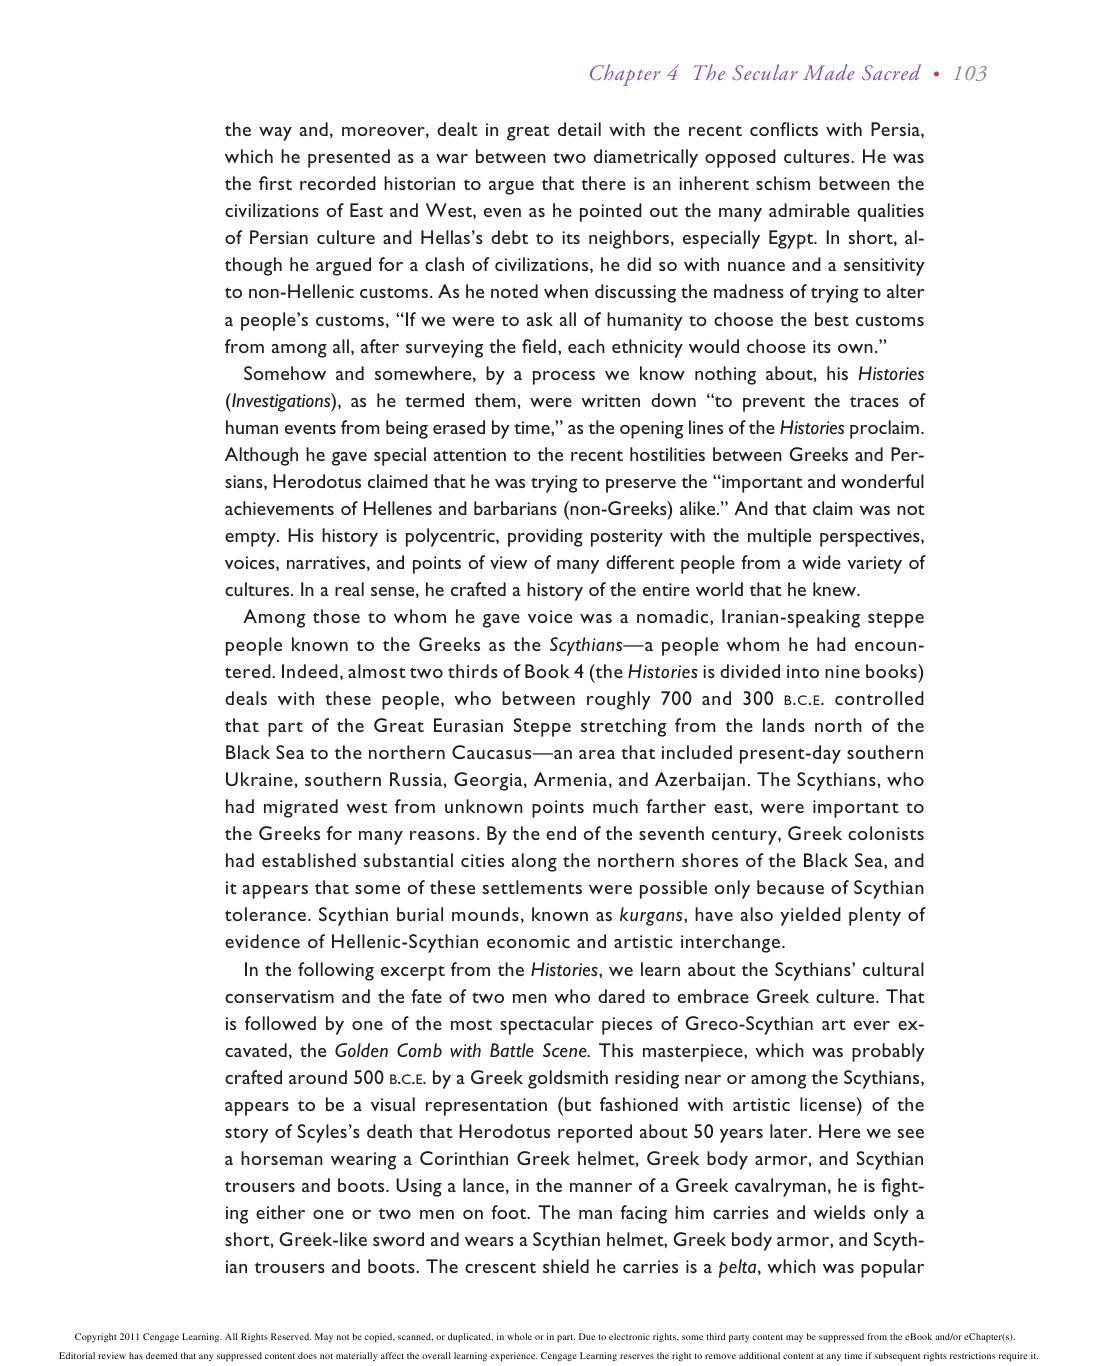 Chapter 4 The Secular Made Sacred • 103
the way and, moreover, dealt in great detail with the recent conflicts with Persia,
which he presented as a war between two diametrically opposed cultures. He was
the first recorded historian to argue that there is an inherent schism between the
civilizations of East and West, even as he pointed out the many admirable qualities
of Persian culture and Hellas’s debt to its neighbors, especially Egypt. In short, al-
though he argued for a clash of civilizations, he did so with nuance and a sensitivity
to non-Hellenic customs. As he noted when discussing the madness of trying to alter
a people’s customs, “If we were to ask all of humanity to choose the best customs
from among all, after surveying the field, each ethnicity would choose its own.”
Somehow and somewhere, by a process we know nothing about, his Histories
(Investigations), as he termed them, were written down “to prevent the traces of
human events from being erased by time,” as the opening lines of the Histories proclaim.
Although he gave special attention to the recent hostilities between Greeks and Per-
sians, Herodotus claimed that he was trying to preserve the “important and wonderful
achievements of Hellenes and barbarians (non-Greeks) alike.” And that claim was not
empty. His history is polycentric, providing posterity with the multiple perspectives,
voices, narratives, and points of view of many different people from a wide variety of
cultures. In a real sense, he crafted a history of the entire world that he knew.
Among those to whom he gave voice was a nomadic, Iranian-speaking steppe
people known to the Greeks as the Scythians—a people whom he had encoun-
tered. Indeed, almost two thirds of Book 4 (the Histories is divided into nine books)
deals with these people, who between roughly 700 and 300 B.C.E. controlled
that part of the Great Eurasian Steppe stretching from the lands north of the
Black Sea to the northern Caucasus—an area that included present-day southern
Ukraine, southern Russia, Georgia, Armenia, and Azerbaijan. The Scythians, who
had migrated west from unknown points much farther east, were important to
the Greeks for many reasons. By the end of the seventh century, Greek colonists
had established substantial cities along the northern shores of the Black Sea, and
it appears that some of these settlements were possible only because of Scythian
tolerance. Scythian burial mounds, known as kurgans, have also yielded plenty of
evidence of Hellenic-Scythian economic and artistic interchange.
In the following excerpt from the Histories, we learn about the Scythians’ cultural
conservatism and the fate of two men who dared to embrace Greek culture. That
is followed by one of the most spectacular pieces of Greco-Scythian art ever ex-
cavated, the Golden Comb with Battle Scene. This masterpiece, which was probably
crafted around 500 B.C.E. by a Greek goldsmith residing near or among the Scythians,
appears to be a visual representation (but fashioned with artistic license) of the
story of Scyles’s death that Herodotus reported about 50 years later. Here we see
a horseman wearing a Corinthian Greek helmet, Greek body armor, and Scythian
trousers and boots. Using a lance, in the manner of a Greek cavalryman, he is fight-
ing either one or two men on foot. The man facing him carries and wields only a
short, Greek-like sword and wears a Scythian helmet, Greek body armor, and Scyth-
ian trousers and boots. The crescent shield he carries is a pelta, which was popular
Copyright 2011 Cengage Learning. All Rights Reserved. May not be copied, scanned, or duplicated, in whole or in part. Due to electronic rights, some third party content may be suppressed from the eBook and/or eChapter(s).
Editorial review has deemed that any suppressed content does not materially affect the overall learning experience. Cengage Learning reserves the right to remove additional content at any time if subsequent rights restrictions require it.